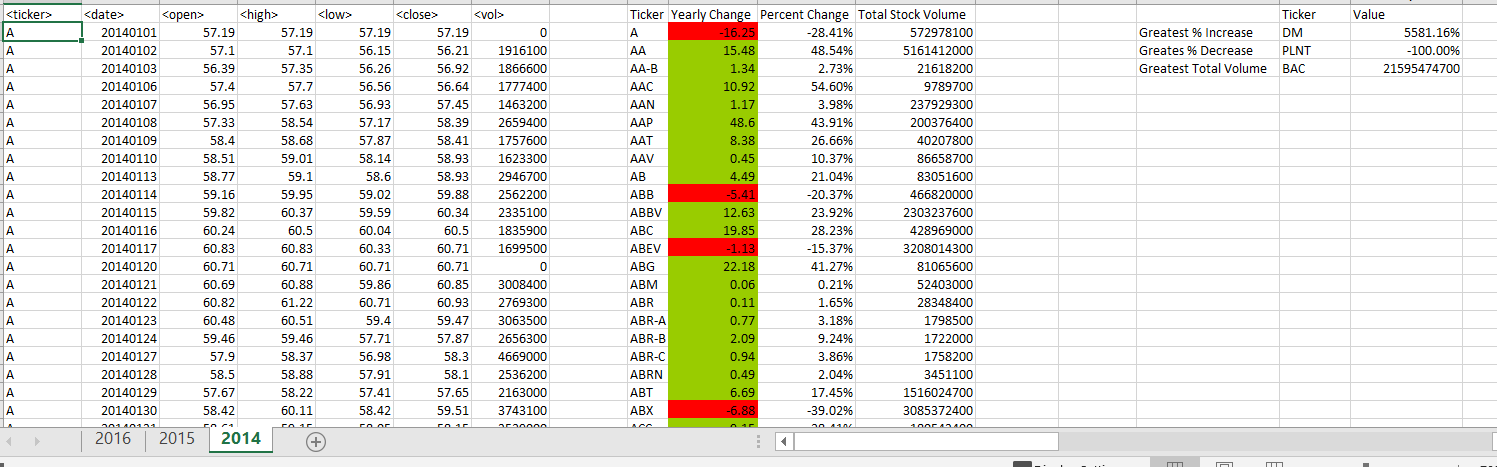 <ticker> <date> <open> <high> <low> <close> <vol> Ticker Yearly Change Percent Change Total Stock Volume Ticker Value
A 20140101 57.19 57.19 57.19 57.19 0 A -16.25 -28.41% 572978100 Greatest % Increase DM 5581.16%
A 20140102 57.1 57.1 56.15 56.21 1916100 AA 15.48 48.54% 5161412000 Greates % Decrease PLNT -100.00%
A 20140103 56.39 57.35 56.26 56.92 1866600 AA-B 1.34 2.73% 21618200 Greatest Total Volume BAC 21595474700
A 20140106 57.4 57.7 56.56 56.64 1777400 AAC 10.92 54.60% 9789700
A 20140107 56.95 57.63 56.93 57.45 1463200 AAN 1.17 3.98% 237929300
A 20140108 57.33 58.54 57.17 58.39 2659400 AAP 48.6 43.91% 200376400
A 20140109 58.4 58.68 57.87 58.41 1757600 AAT 8.38 26.66% 40207800
A 20140110 58.51 59.01 58.14 58.93 1623300 AAV 0.45 10.37% 86658700
A 20140113 58.77 59.1 58.6 58.93 2946700 AB 4.49 21.04% 83051600
A 20140114 59.16 59.95 59.02 59.88 2562200 ABB -5.41 -20.37% 466820000
A 20140115 59.82 60.37 59.59 60.34 2335100 ABBV 12.63 23.92% 2303237600
A 20140116 60.24 60.5 60.04 60.5 1835900 ABC 19.85 28.23% 428969000
A 20140117 60.83 60.83 60.33 60.71 1699500 ABEV -1.13 -15.37% 3208014300
A 20140120 60.71 60.71 60.71 60.71 0 ABG 22.18 41.27% 81065600
A 20140121 60.69 60.88 59.86 60.85 3008400 ABM 0.06 0.21% 52403000
A 20140122 60.82 61.22 60.71 60.93 2769300 ABR 0.11 1.65% 28348400
A 20140123 60.48 60.51 59.4 59.47 3063500 ABR-A 0.77 3.18% 1798500
A 20140124 59.46 59.46 57.71 57.87 2656300 ABR-B 2.09 9.24% 1722000
A 20140127 57.9 58.37 56.98 58.3 4669000 ABR-C 0.94 3.86% 1758200
A 20140128 58.5 58.88 57.91 58.1 2536200 ABRN 0.49 2.04% 3451100
A 20140129 57.67 58.22 57.41 57.65 2163000 ABT 6.69 17.45% 1516024700
A 20140130 58.42 60.11 58.42 59.51 3743100 ABX -6.88 -39.02% 3085372400
2016 2015 2014